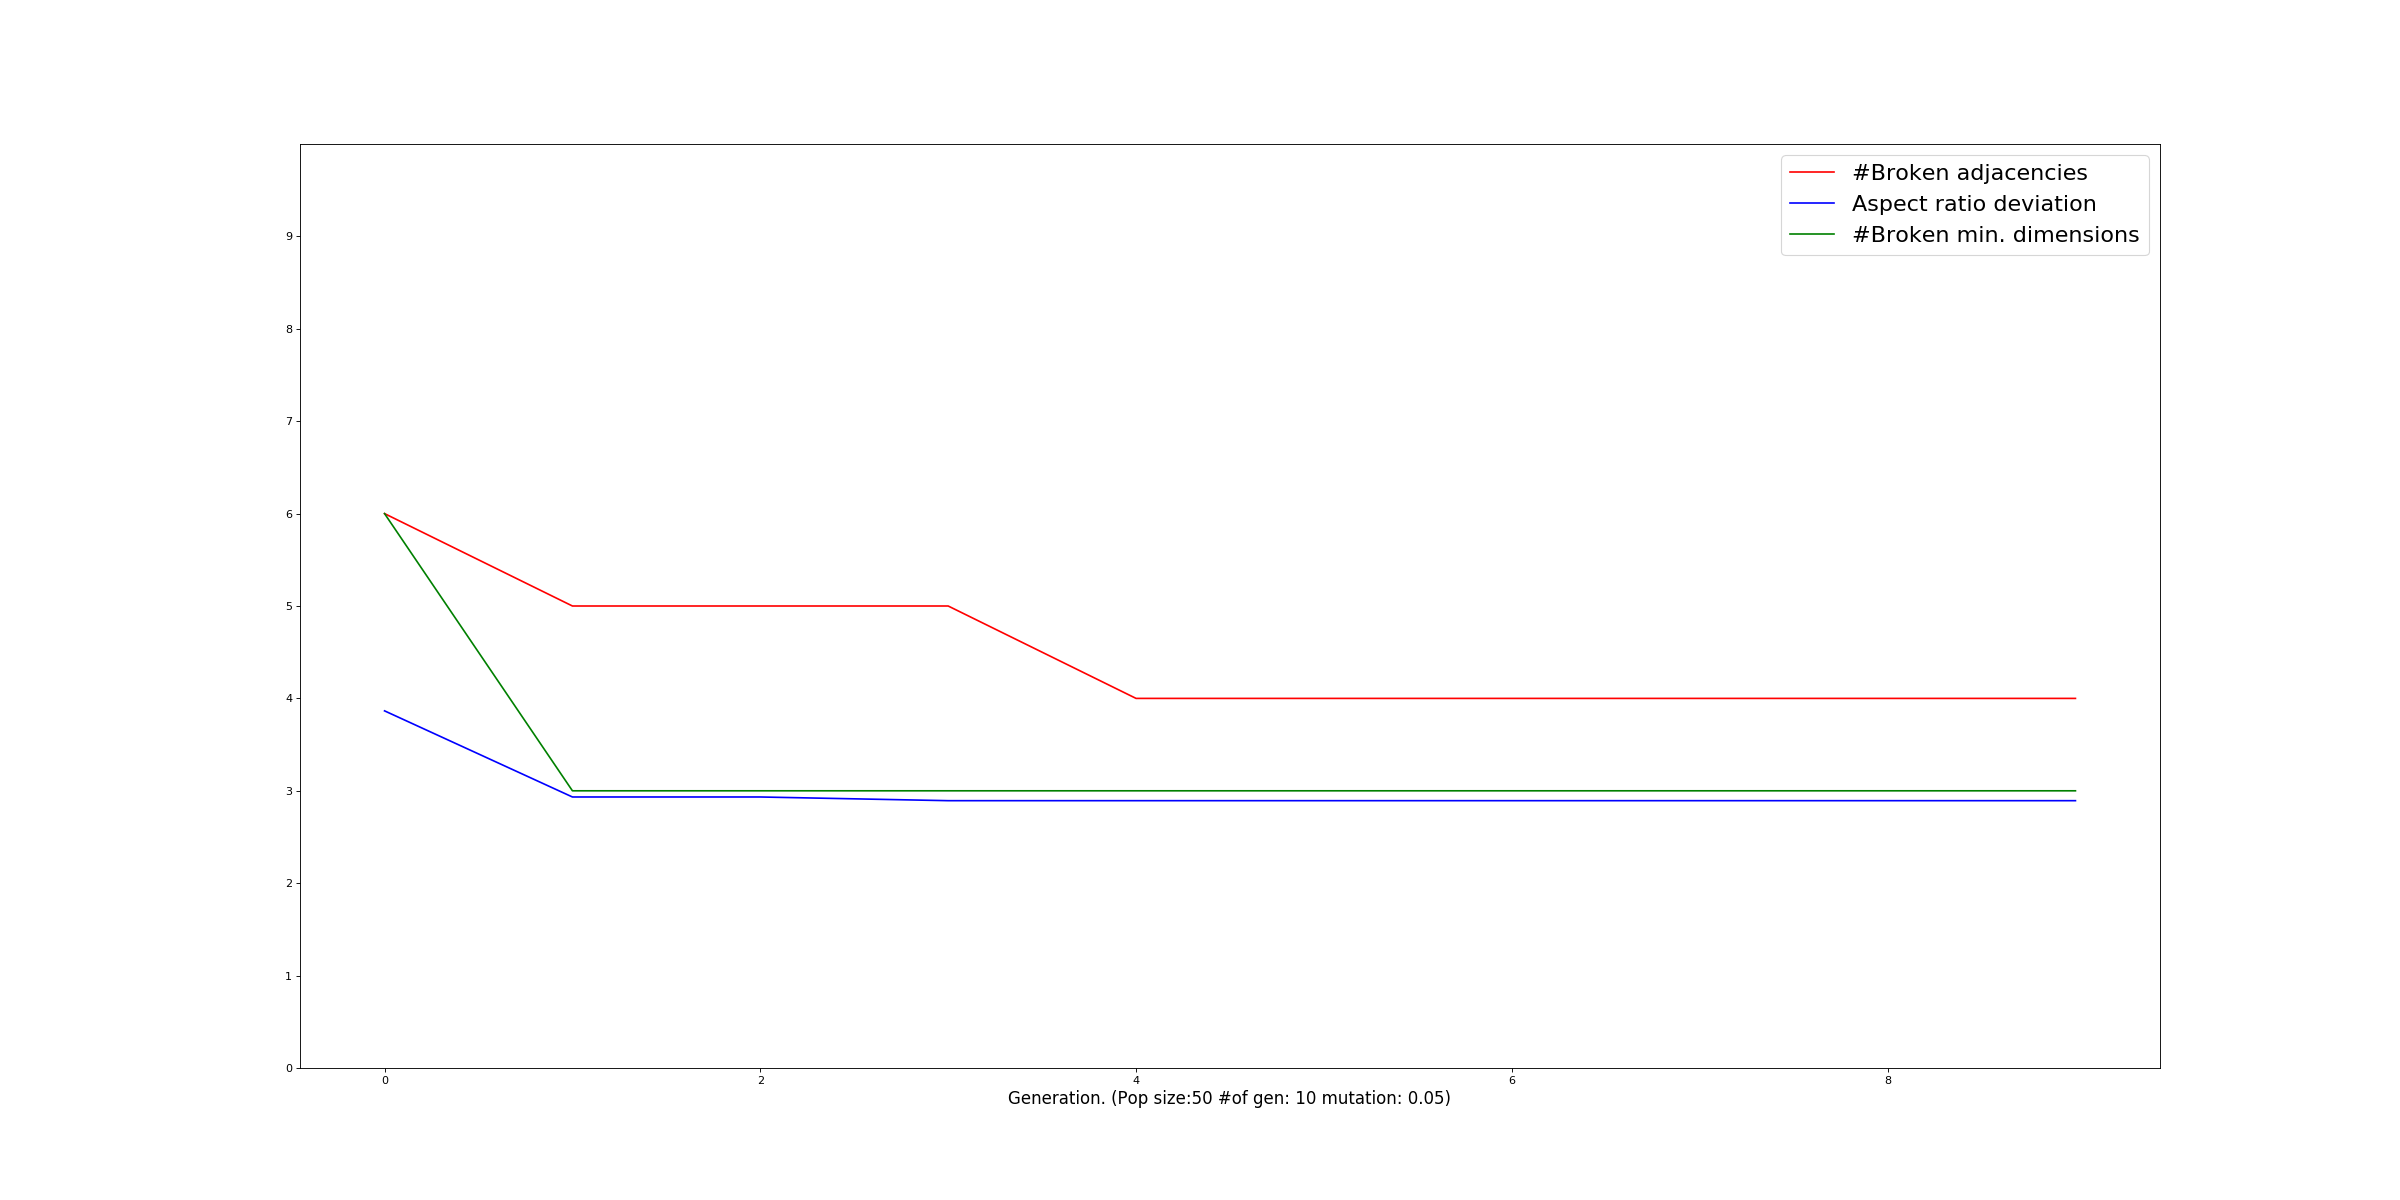 #Broken adjacencies
Aspect ratio deviation
#Broken min. dimensions
9
8
7
6
5
4
3
2
1
0
0 2 4 6 8
Generation. (Pop size:50 #of gen: 10 mutation: 0.05)